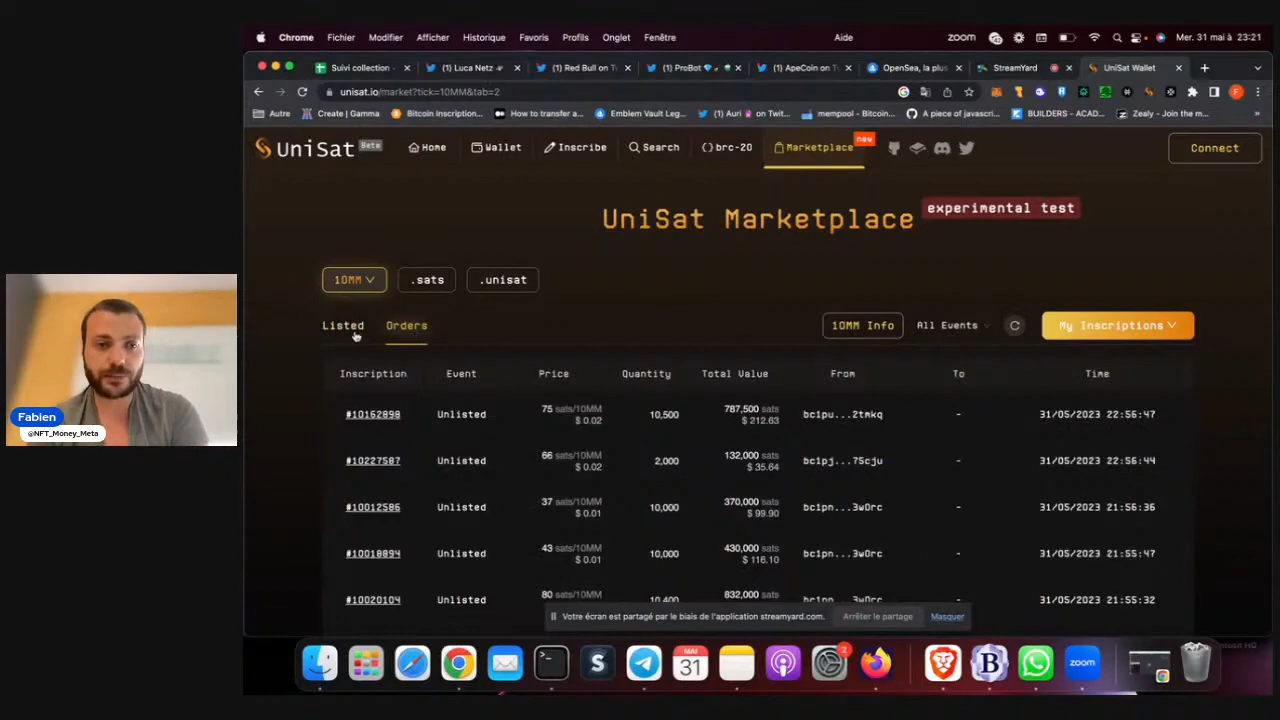 Chrome Fichier Modifier Afficher Historique Favoris Profils Onglet Fenêtre Aide zoom Mer. 31 mai à 23:21
Suivi collection - (1) Luca Netz (1) Red Bull on T (1) ProBot (1) ApeCoin on T OpenSea, la plus StreamYard UniSat Wallet
unisat.io/market?tick=10MM&tab=2
Autre Create | Gamma Bitcoin Inscription... How to transfer a... Emblem Vault Leg... (1) Auri on Twit... mempool - Bitcoin... A piece of javascri... BUILDERS - ACAD... Zealy - Jamy est ac...
UniSat Beta Home Wallet Inscribe Search brc-20 Marketplace new Connect
UniSat Marketplace experimental test
10MM .sats .unisat
Listed Orders 10MM Info All Events My Inscriptions
Inscription Event Price Quantity Total Value From To Time
#10162898 Unlisted 75 sats/10MM $ 0.02 10,500 787,500 sats $ 212.63 bc1pu...2tmkq - 31/05/2023 22:56:47
#10227587 Unlisted 66 sats/10MM $ 0.02 2,000 132,000 sats $ 35.64 bc1pj...75cju - 31/05/2023 22:56:44
#10012586 Unlisted 37 sats/10MM $ 0.01 10,000 370,000 sats $ 99.90 bc1pn...3w0rc - 31/05/2023 21:56:36
#10018894 Unlisted 43 sats/10MM $ 0.01 10,000 430,000 sats $ 116.10 bc1pn...3w0rc - 31/05/2023 21:55:47
#10020104 Unlisted 80 sats/10MM 10,400 832,000 sats bc1pn...3w0rc - 31/05/2023 21:55:32
Votre écran est partagé par le biais de l'application streamyard.com. Arrêter le partage Masquer
Fabien
@NFT_Money_Meta
MAI
31
2
zoom